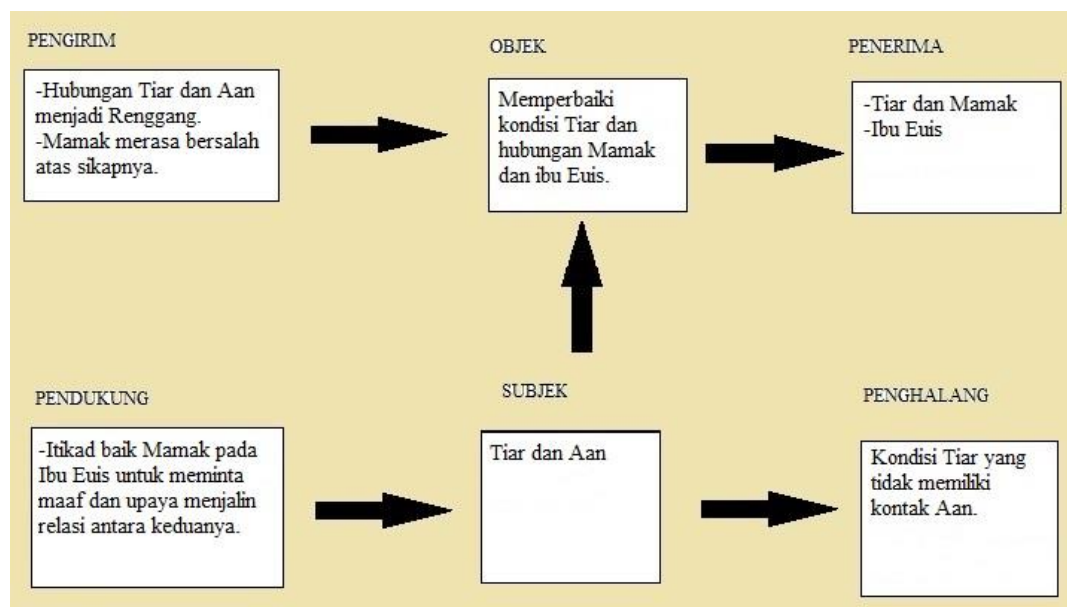 PENGIRIM
-Hubungan Tiar dan Aan
menjadi Renggang.
-Mamak merasa bersalah
atas sikapnya.
OBJEK
Memperbaiki
kondisi Tiar dan
hubungan Mamak
dan ibu Euis.
PENERIMA
-Tiar dan Mamak
-Ibu Euis
PENDUKUNG
-Itikad baik Mamak pada
Ibu Euis untuk meminta
maaf dan upaya menjalin
relasi antara keduanya.
SUBJEK
Tiar dan Aan
PENGHALANG
Kondisi Tiar yang
tidak memiliki
kontak Aan.